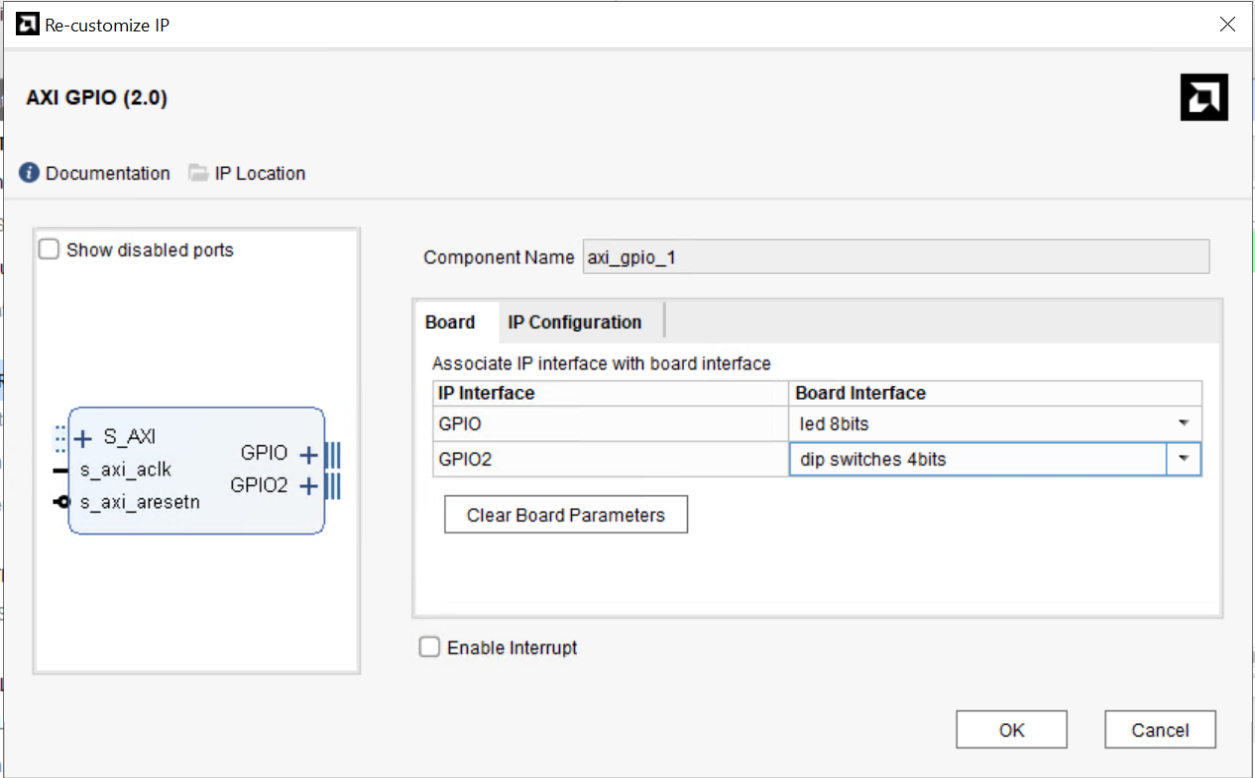 Re-customize IP
AXI GPIO (2.0)
Documentation IP Location
Show disabled ports
S_AXI
s_axi_aclk
s_axi_aresetn
GPIO
GPIO2
Component Name axi_gpio_1
Board IP Configuration
Associate IP interface with board interface
IP Interface Board Interface
GPIO led 8bits
GPIO2 dip switches 4bits
Clear Board Parameters
Enable Interrupt
OK Cancel